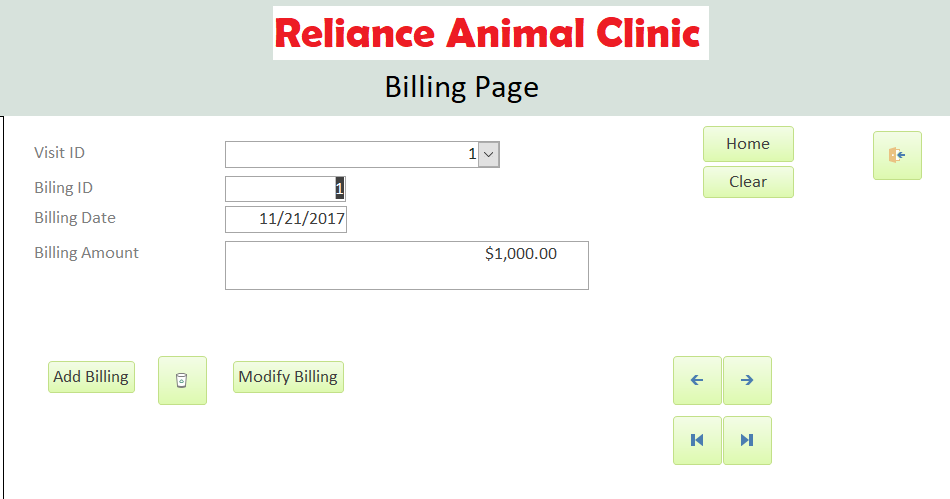 Reliance Animal Clinic
Billing Page
Visit ID 1 Home
Biling ID 1 Clear
Billing Date 11/21/2017
Billing Amount $1,000.00
Add Billing Modify Billing